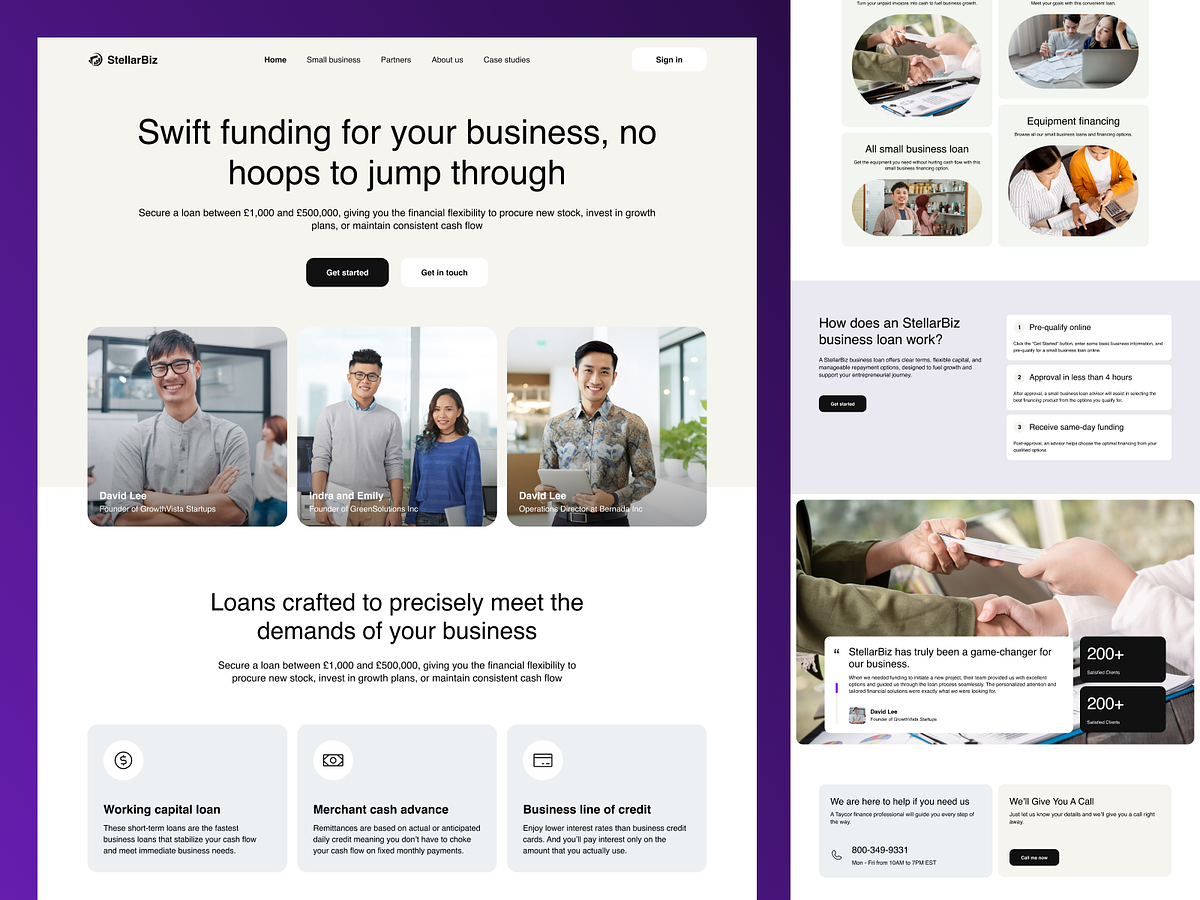 StellarBiz
Home
Small business
Partners
About us
Case studies
Sign in
Swift funding for your business, no
hoops to jump through
Secure a loan between £1,000 and £500,000, giving you the financial flexibility to procure new stock, invest in growth
plans, or maintain consistent cash flow
Get started
Get in touch
David Lee
Founder of GrowthVista Startups
Indra and Emily
Founder of GreenSolutions Inc
David Lee
Operations Director at Bernada Inc
Loans crafted to precisely meet the
demands of your business
Secure a loan between £1,000 and £500,000, giving you the financial flexibility to
procure new stock, invest in growth plans, or maintain consistent cash flow
Working capital loan
These short-term loans are the fastest
business loans that stabilize your cash flow
and meet immediate business needs.
Merchant cash advance
Remittances are based on actual or anticipated
daily credit meaning you don't have to choke
your cash flow on fixed monthly payments.
Business line of credit
Enjoy lower interest rates than business credit
cards. And you'll pay interest only on the
amount that you actually use.
Turn your unpaid invoices into cash to fuel business growth.
Meet your goals with this convenient loan.
All small business loan
Get the equipment you need without hurting cash flow with this
small business financing option.
Equipment financing
Browse all our small business loans and financing options.
How does an StellarBiz
business loan work?
A StellarBiz business loan offers clear terms, flexible capital, and
manageable repayment options, designed to fuel growth and
support your entrepreneurial journey.
Get started
1 Pre-qualify online
Click the "Get Started" button, enter some basic business information, and
pre-qualify for a small business loan online.
2 Approval in less than 4 hours
After approval, a small business loan advisor will assist in selecting the
best financing product from the options you qualify for.
3 Receive same-day funding
Post-approval, an advisor helps choose the optimal financing from your
qualified options
“ StellarBiz has truly been a game-changer for
our business.
When we needed funding to initiate a new project, their team provided us with excellent
options and guided us through the loan process seamlessly. The personalized attention and
tailored financial solutions were exactly what we were looking for.
David Lee
Founder of GrowthVista Startups
200+
Satisfied Clients
200+
Satisfied Clients
We are here to help if you need us
A Taycor finance professional will guide you every step of
the way.
800-349-9331
Mon - Fri from 10AM to 7PM EST
We'll Give You A Call
Just let us know your details and we'll give you a call right
away.
Call me now